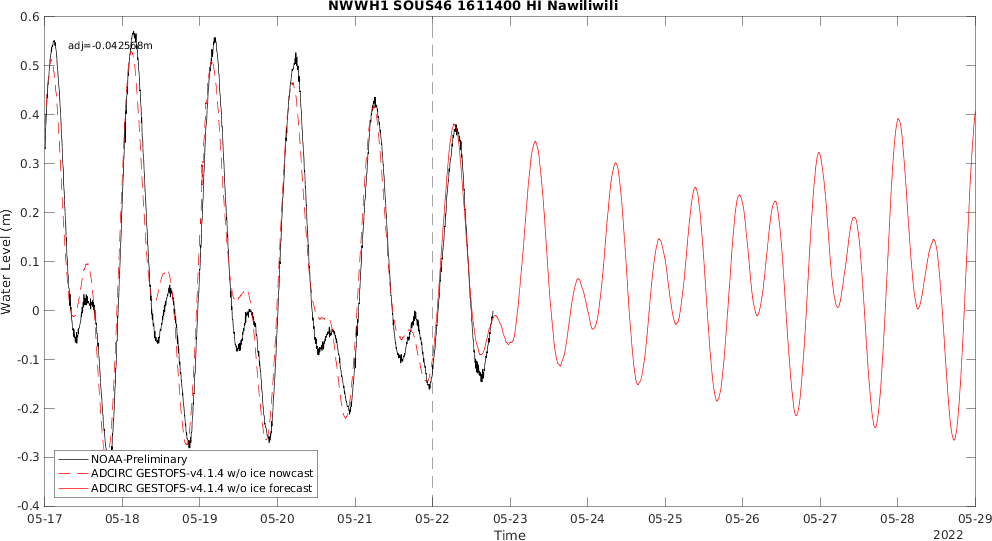 NWWH1 SOUS46 1611400 HI Nawiliwili
0.6
adj=-0.042568m
0.5
0.4
0.3
0.2
0.1
0
-0.1
-0.2
-0.3
-0.4
Water Level (m)
NOAA-Preliminary
ADCIRC GESTOFS-v4.1.4 w/o ice nowcast
ADCIRC GESTOFS-v4.1.4 w/o ice forecast
05-17 05-18 05-19 05-20 05-21 05-22 05-23 05-24 05-25 05-26 05-27 05-28 05-29
Time
2022